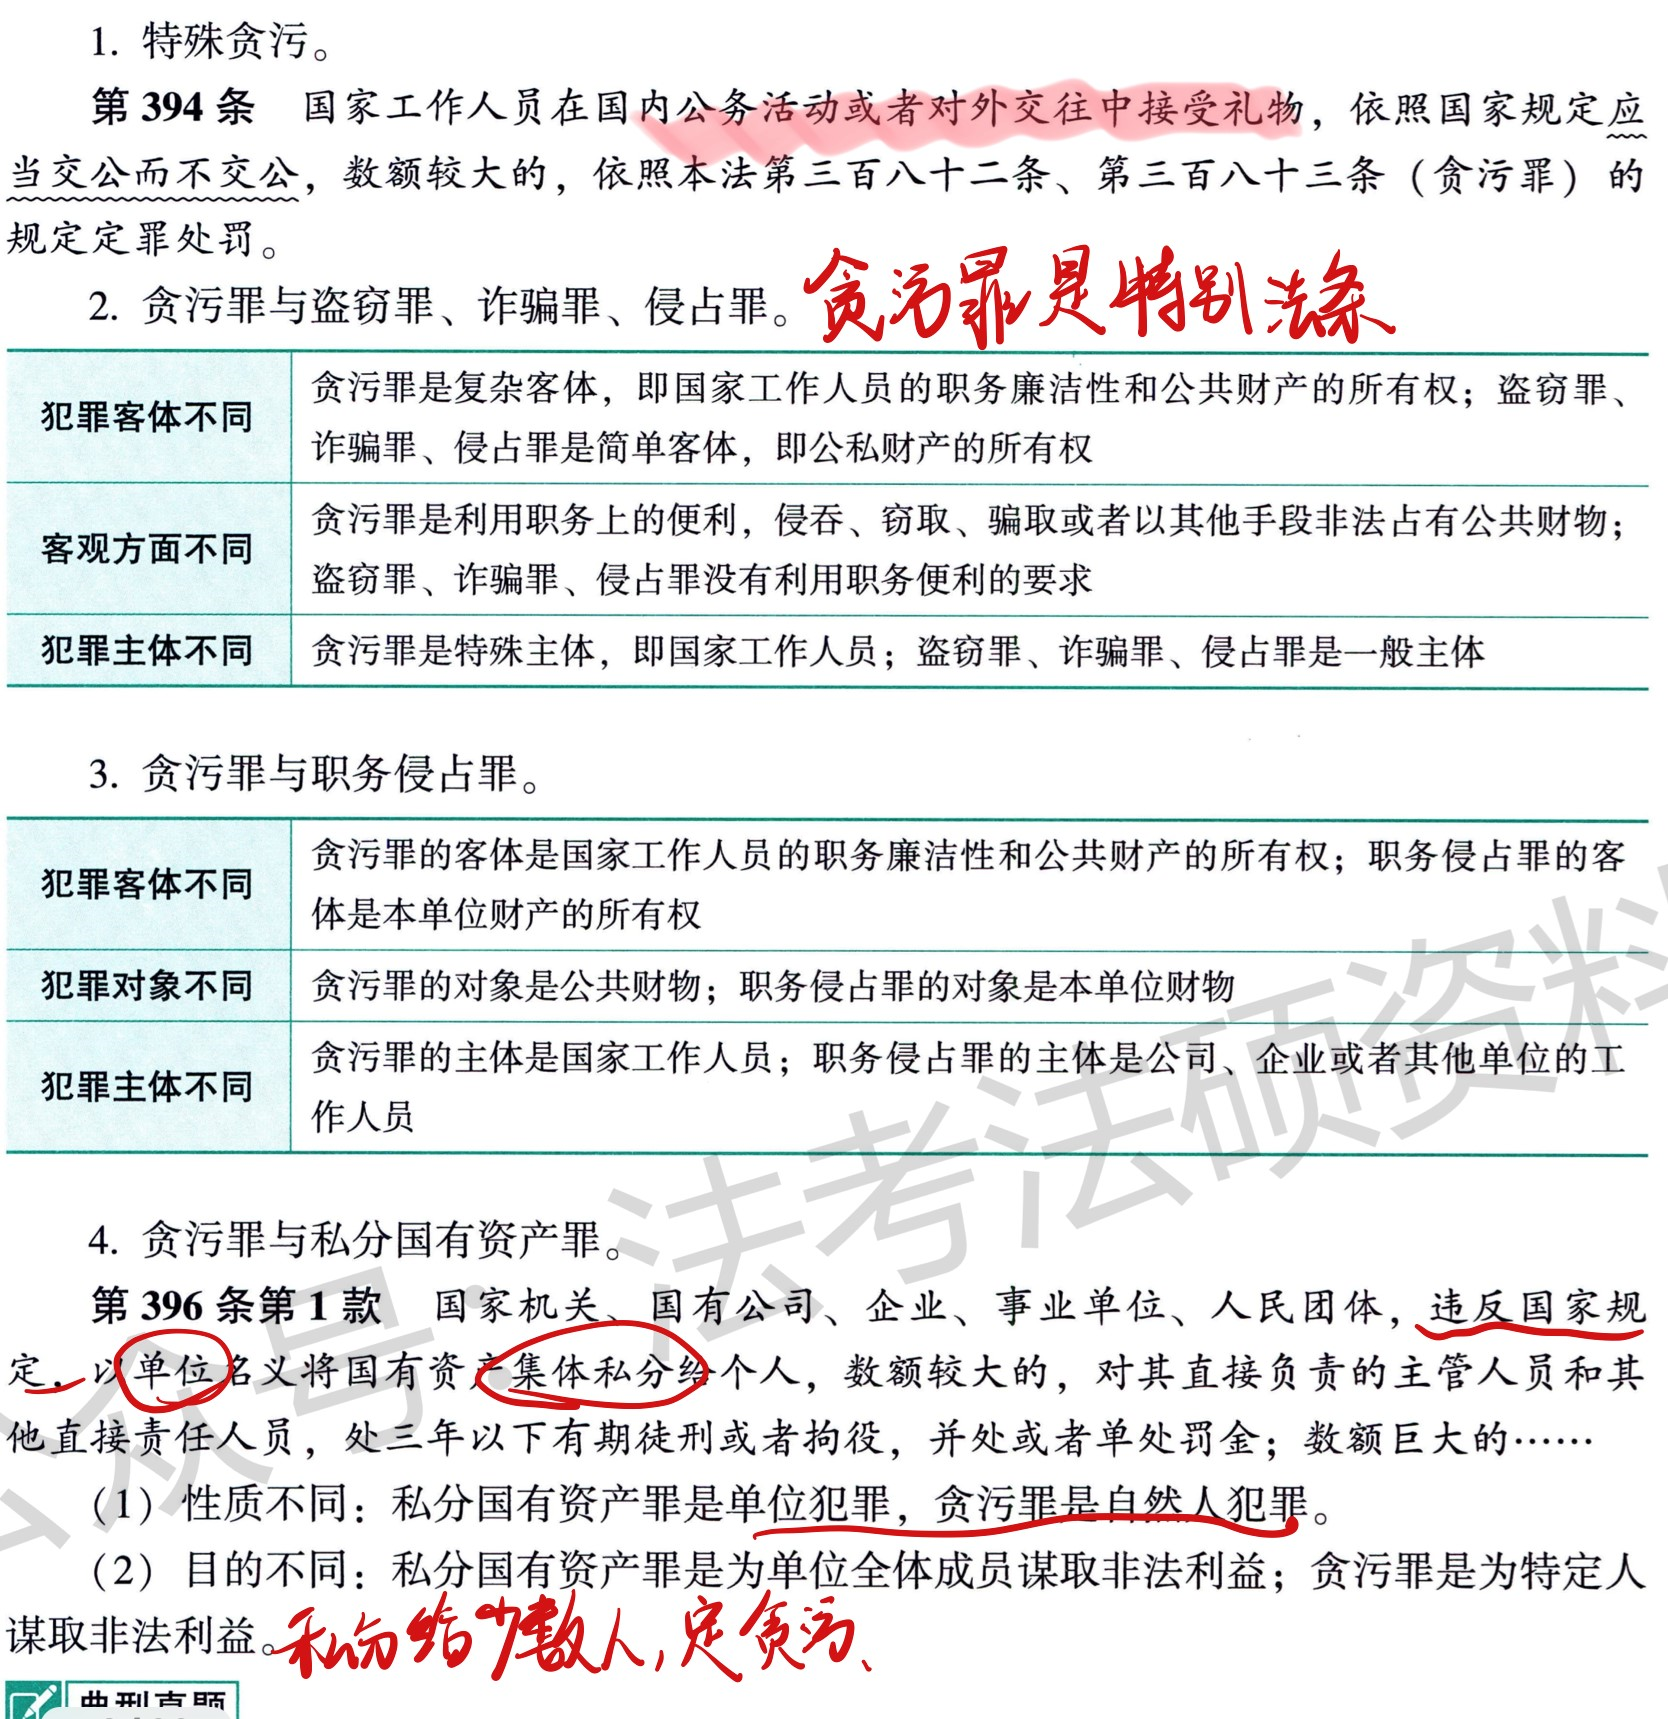 1. 特殊贪污。
第 394 条 国家工作人员在国内公务活动或者对外交往中接受礼物，依照国家规定应
当交公而不交公，数额较大的，依照本法第三百八十二条、第三百八十三条（贪污罪）的
规定定罪处罚。
2. 贪污罪与盗窃罪、诈骗罪、侵占罪。贪污罪是特别法条
犯罪客体不同
贪污罪是复杂客体，即国家工作人员的职务廉洁性和公共财产的所有权；盗窃罪、
诈骗罪、侵占罪是简单客体，即公私财产的所有权
客观方面不同
贪污罪是利用职务上的便利，侵吞、窃取、骗取或者以其他手段非法占有公共财物；
盗窃罪、诈骗罪、侵占罪没有利用职务便利的要求
犯罪主体不同
贪污罪是特殊主体，即国家工作人员；盗窃罪、诈骗罪、侵占罪是一般主体
3. 贪污罪与职务侵占罪。
犯罪客体不同
贪污罪的客体是国家工作人员的职务廉洁性和公共财产的所有权；职务侵占罪的客
体是本单位财产的所有权
犯罪对象不同
贪污罪的对象是公共财物；职务侵占罪的对象是本单位财物
犯罪主体不同
贪污罪的主体是国家工作人员；职务侵占罪的主体是公司、企业或者其他单位的工
作人员
4. 贪污罪与私分国有资产罪。
第 396 条第 1 款 国家机关、国有公司、企业、事业单位、人民团体，违反国家规
定，以单位名义将国有资产集体私分给个人，数额较大的，对其直接负责的主管人员和其
他直接责任人员，处三年以下有期徒刑或者拘役，并处或者单处罚金；数额巨大的……
（1）性质不同：私分国有资产罪是单位犯罪，贪污罪是自然人犯罪。
（2）目的不同：私分国有资产罪是为单位全体成员谋取非法利益；贪污罪是为特定人
谋取非法利益。私分给少数人，定贪污、
典型真题
公众号：法考法硕资料